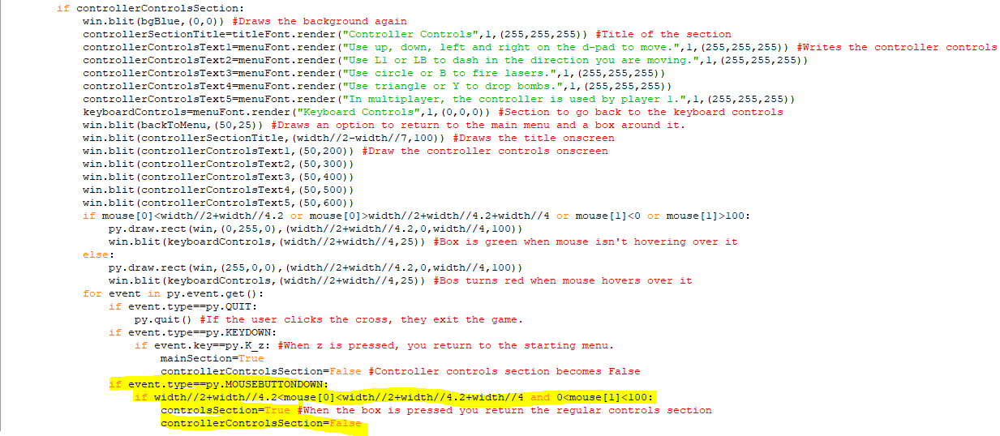 if controllerControlsSection:
win.blit(bgBlue,(0,0)) #Draws the background again
controllerSectionTitle=titleFont.render("Controller Controls",1,(255,255,255)) #Title of the section
controllerControlsText1=menuFont.render("Use up, down, left and right on the d-pad to move.",1,(255,255,255)) #Writes the controller controls
controllerControlsText2=menuFont.render("Use L1 or LB to dash in the direction you are moving.",1,(255,255,255))
controllerControlsText3=menuFont.render("Use circle or B to fire lasers.",1,(255,255,255))
controllerControlsText4=menuFont.render("Use triangle or Y to drop bombs.",1,(255,255,255))
controllerControlsText5=menuFont.render("In multiplayer, the controller is used by player 1.",1,(255,255,255))
keyboardControls=menuFont.render("Keyboard Controls",1,(0,0,0)) #Section to go back to the keyboard controls
win.blit(backToMenu,(50,25)) #Draws an option to return to the main menu and a box around it.
win.blit(controllerSectionTitle,(width//2-width//7,100)) #Draws the title onscreen
win.blit(controllerControlsText1,(50,200)) #Draw the controller controls onscreen
win.blit(controllerControlsText2,(50,300))
win.blit(controllerControlsText3,(50,400))
win.blit(controllerControlsText4,(50,500))
win.blit(controllerControlsText5,(50,600))
if mouse[0]<width//2+width//4.2 or mouse[0]>width//2+width//4.2+width//4 or mouse[1]<0 or mouse[1]>100:
py.draw.rect(win,(0,255,0),(width//2+width//4.2,0,width//4,100))
win.blit(keyboardControls,(width//2+width//4,25)) #Box is green when mouse isn't hovering over it
else:
py.draw.rect(win,(255,0,0),(width//2+width//4.2,0,width//4,100))
win.blit(keyboardControls,(width//2+width//4,25)) #Bos turns red when mouse hovers over it
for event in py.event.get():
if event.type==py.QUIT:
py.quit() #If the user clicks the cross, they exit the game.
if event.type==py.KEYDOWN:
if event.key==py.K_z: #When z is pressed, you return to the starting menu.
mainSection=True
controllerControlsSection=False #Controller controls section becomes False
if event.type==py.MOUSEBUTTONDOWN:
if width//2+width//4.2<mouse[0]<width//2+width//4.2+width//4 and 0<mouse[1]<100:
controlsSection=True #When the box is pressed you return the regular controls section
controllerControlsSection=False